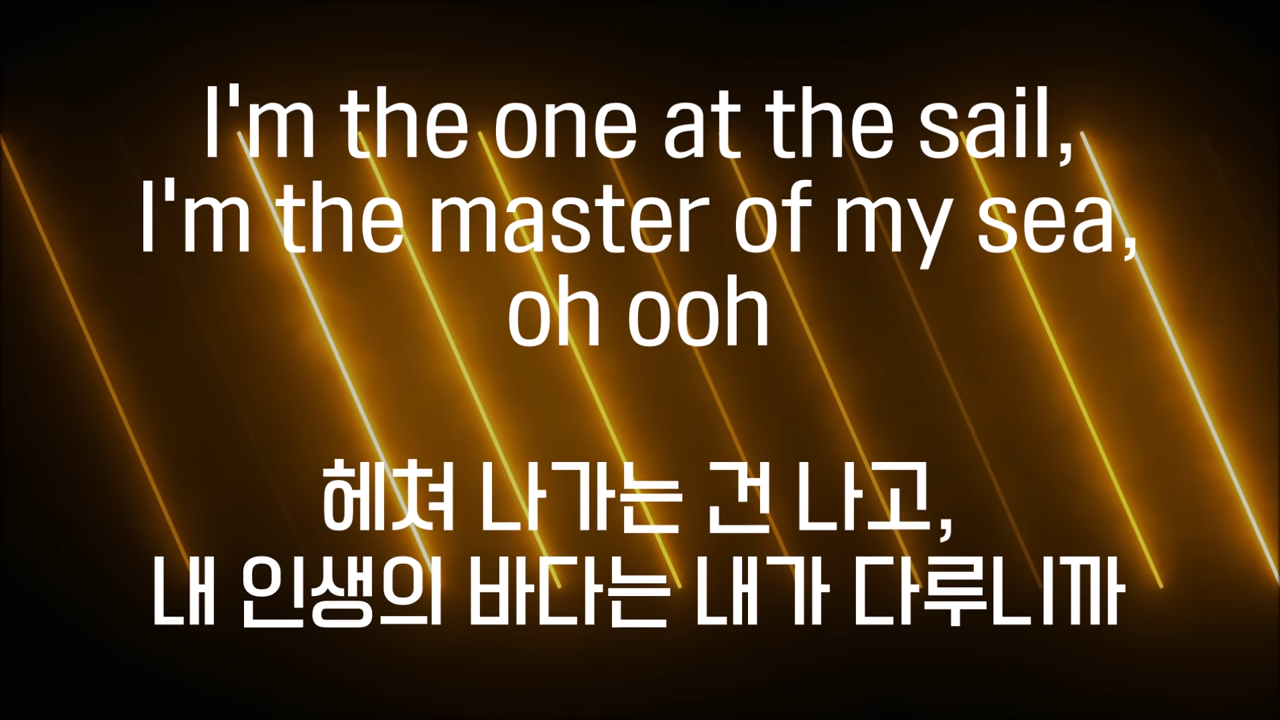 I'm the one at the sail,
I'm the master of my sea,
oh ooh
헤쳐 나가는 건 나고,
내 인생의 바다는 내가 다루니까